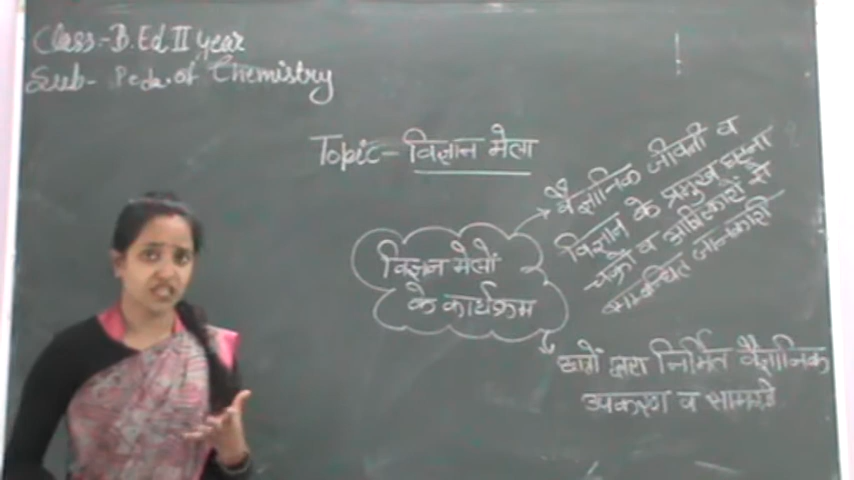 Class:- B.Ed II year
Sub- Peda. of Chemistry
Topic- विज्ञान मेला
विज्ञान मेलों
के कार्यक्रम
वैज्ञानिक जीवनी व
विज्ञान के प्रमुख घटना
चक्रों व आविष्कारों से
सम्बन्धित जानकारी
छात्रों द्वारा निर्मित वैज्ञानिक
उपकरण व सामग्री